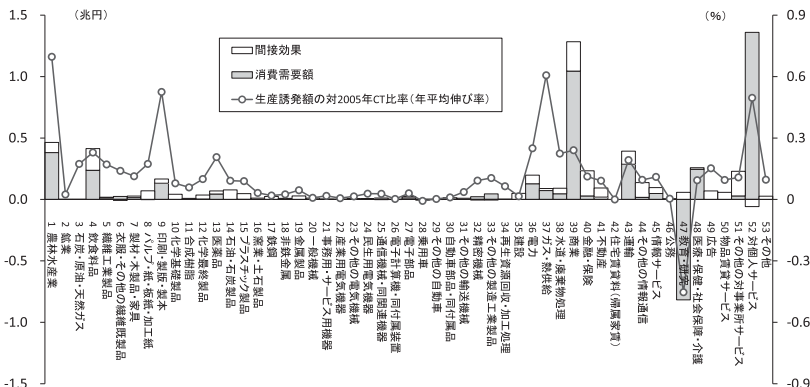 (兆円)
(%)
1.5
1.0
0.5
0.0
-0.5
-1.0
-1.5
0.9
0.6
0.3
0.0
-0.3
-0.6
-0.9
間接効果
消費需要額
生産誘発額の対2005年CT比率(年平均伸び率)
1 農林水産業
2 鉱業
3 石炭・原油・天然ガス
4 飲食料品
5 繊維工業製品
6 衣服・その他の繊維既製品
7 製材・木製品・家具
8 パルプ・紙・板紙・加工紙
9 印刷・製版・製本
10 化学基礎製品
11 合成樹脂
12 化学最終製品
13 医薬品
14 石油・石炭製品
15 プラスチック製品
16 窯業・土石製品
17 鉄鋼
18 非鉄金属
19 金属製品
20 一般機械
21 事務用・サービス用機器
22 産業用電気機器
23 その他の電気機械
24 民生用電気機器
25 通信機械・同関連機器
26 電子計算機・同付属装置
27 電子部品
28 乗用車
29 その他の自動車
30 自動車部品・同付属品
31 その他の輸送機械
32 精密機械
33 その他の製造工業製品
34 再生資源回収・加工処理
35 建設
36 電力
37 ガス・熱供給
38 水道・廃棄物処理
39 商業
40 金融・保険
41 不動産
42 住宅賃貸料(帰属家賃)
43 運輸
44 その他の情報通信
45 情報サービス
46 公務
47 教育・研究
48 医療・保健・社会保障・介護
49 広告
50 物品賃貸サービス
51 その他の対事業所サービス
52 対個人サービス
53 その他